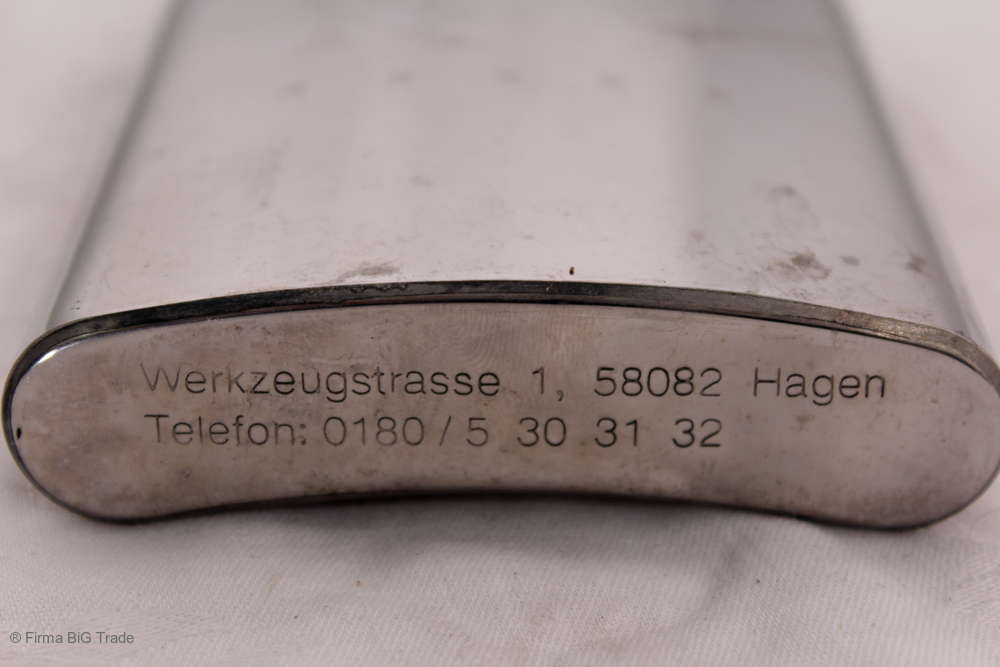 Werkzeugstrasse 1, 58082 Hagen
Telefon: 0180 / 5 30 31 32
® Firma BiG Trade